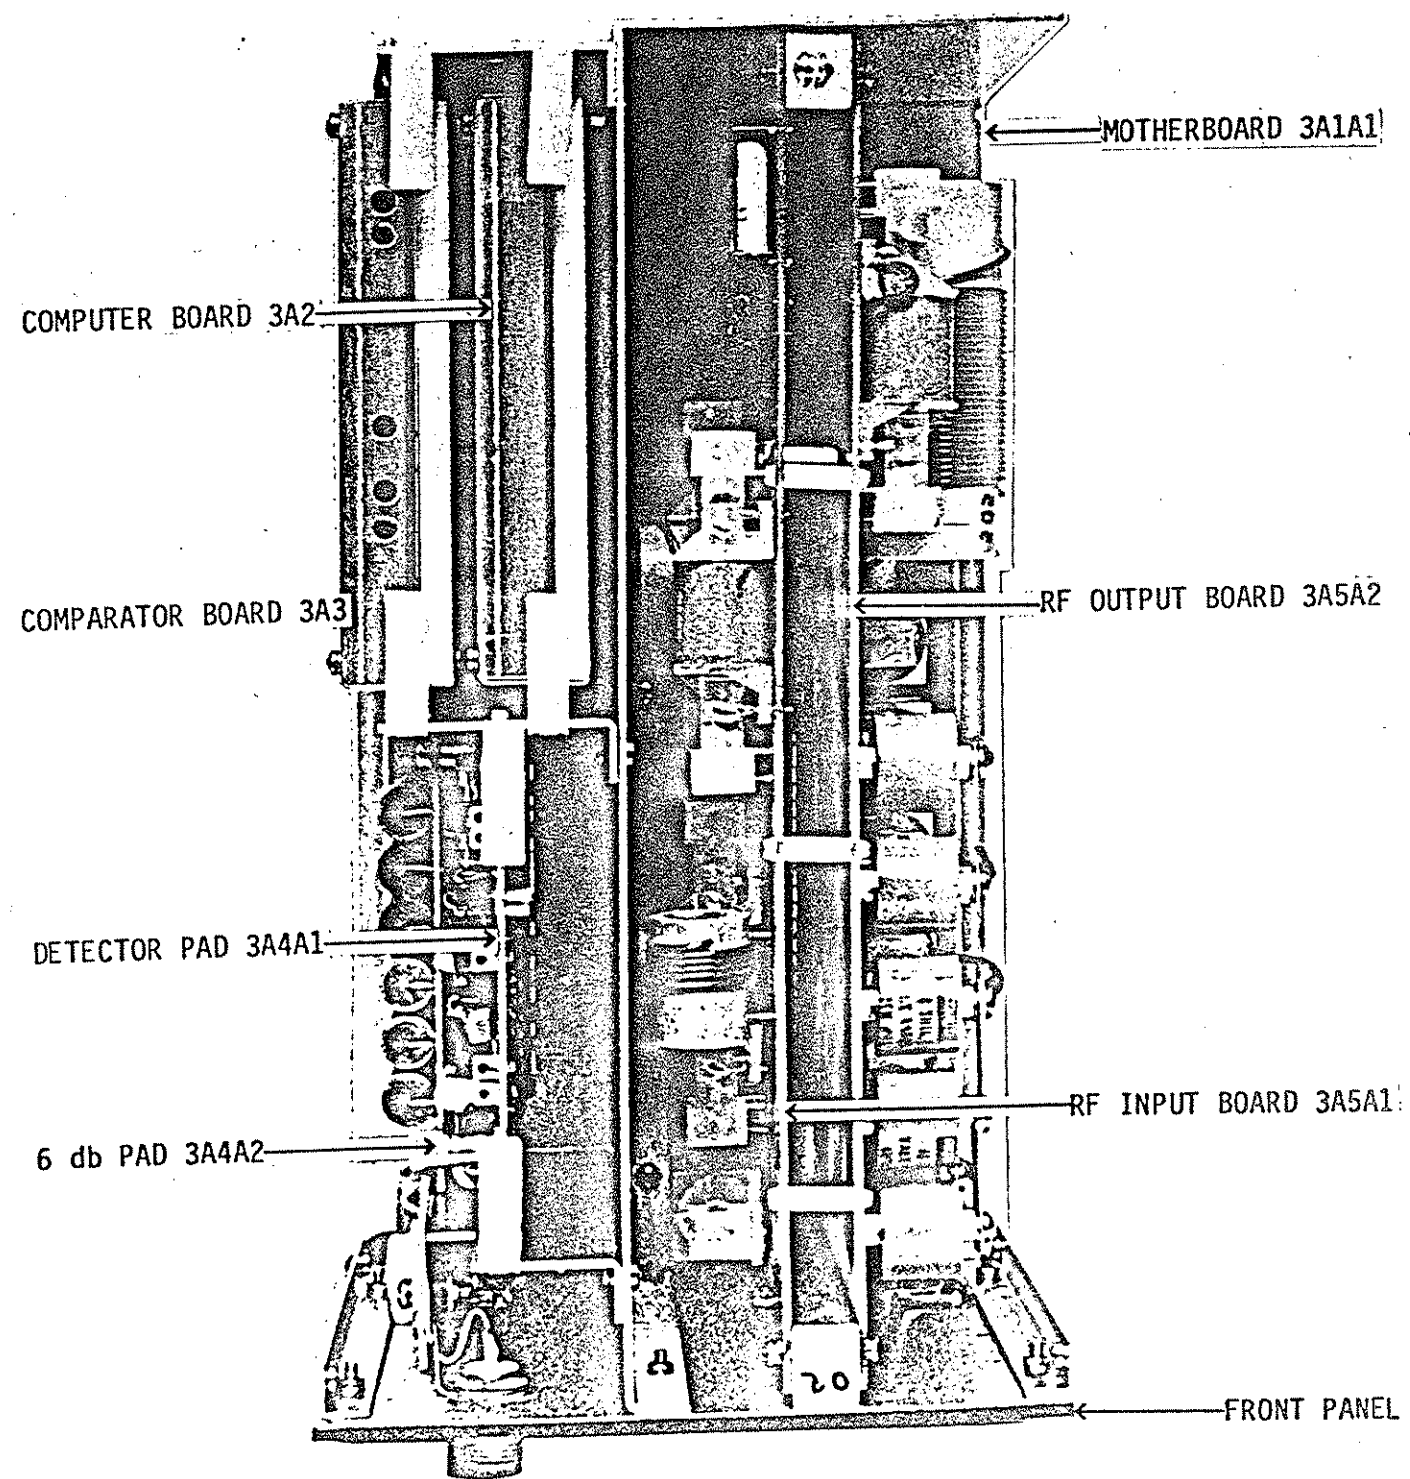 MOTHERBOARD 3A1A1
COMPUTER BOARD 3A2
COMPARATOR BOARD 3A3
RF OUTPUT BOARD 3A5A2
DETECTOR PAD 3A4A1
RF INPUT BOARD 3A5A1
6 db PAD 3A4A2
20
FRONT PANEL